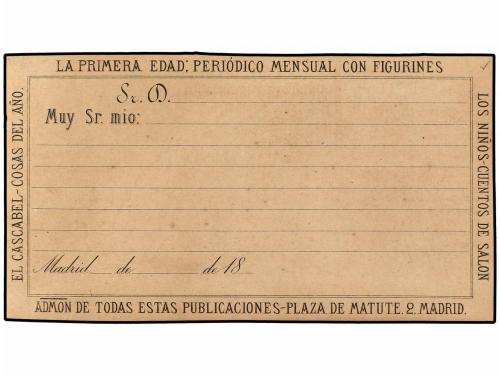 LA PRIMERA EDAD; PERIÓDICO MENSUAL CON FIGURINES
Sr. D.
Muy Sr. mio:
Madrid de de 18
ADMON DE TODAS ESTAS PUBLICACIONES-PLAZA DE MATUTE. 2. MADRID.
EL CASCABEL-COSAS DEL AÑO.
LOS NIÑOS-CUENTOS DE SALON